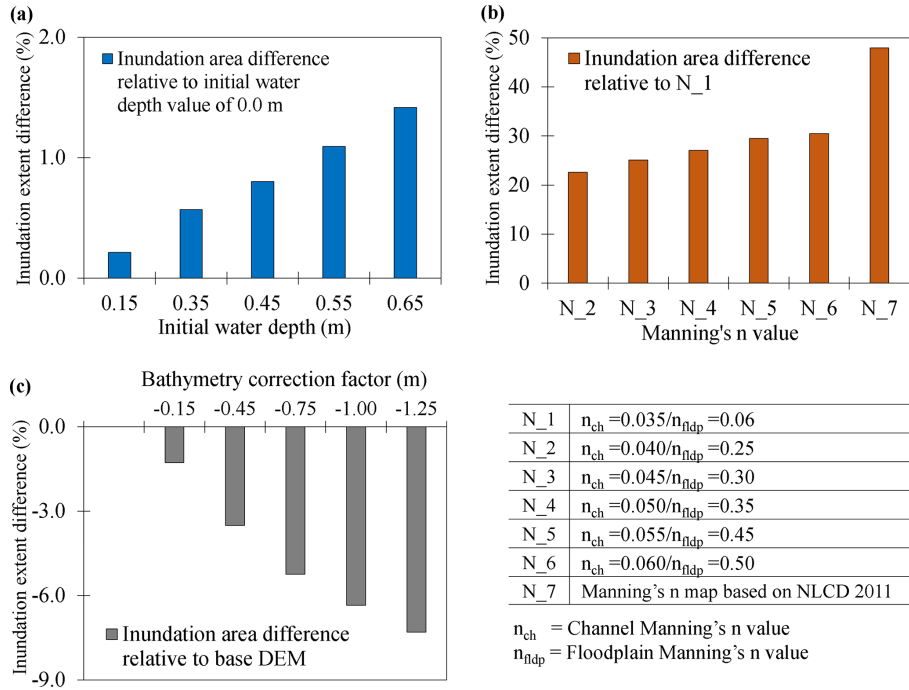 (a)
2.0
1.0
0.0
Inundation extent difference (%)
Inundation area difference
relative to initial water
depth value of 0.0 m
0.15 0.35 0.45 0.55 0.65
Initial water depth (m)
(b)
50
40
30
20
10
0
Inundation extent difference (%)
Inundation area difference
relative to N_1
N_2 N_3 N_4 N_5 N_6 N_7
Manning's n value
(c)
Bathymetry correction factor (m)
-0.15 -0.45 -0.75 -1.00 -1.25
0.0
-3.0
-6.0
-9.0
Inundation extent difference (%)
Inundation area difference
relative to base DEM
N_1 n_ch =0.035/n_fldp =0.06
N_2 n_ch =0.040/n_fldp =0.25
N_3 n_ch =0.045/n_fldp =0.30
N_4 n_ch =0.050/n_fldp =0.35
N_5 n_ch =0.055/n_fldp =0.45
N_6 n_ch =0.060/n_fldp =0.50
N_7 Manning’s n map based on NLCD 2011
n_ch = Channel Manning’s n value
n_fldp = Floodplain Manning’s n value